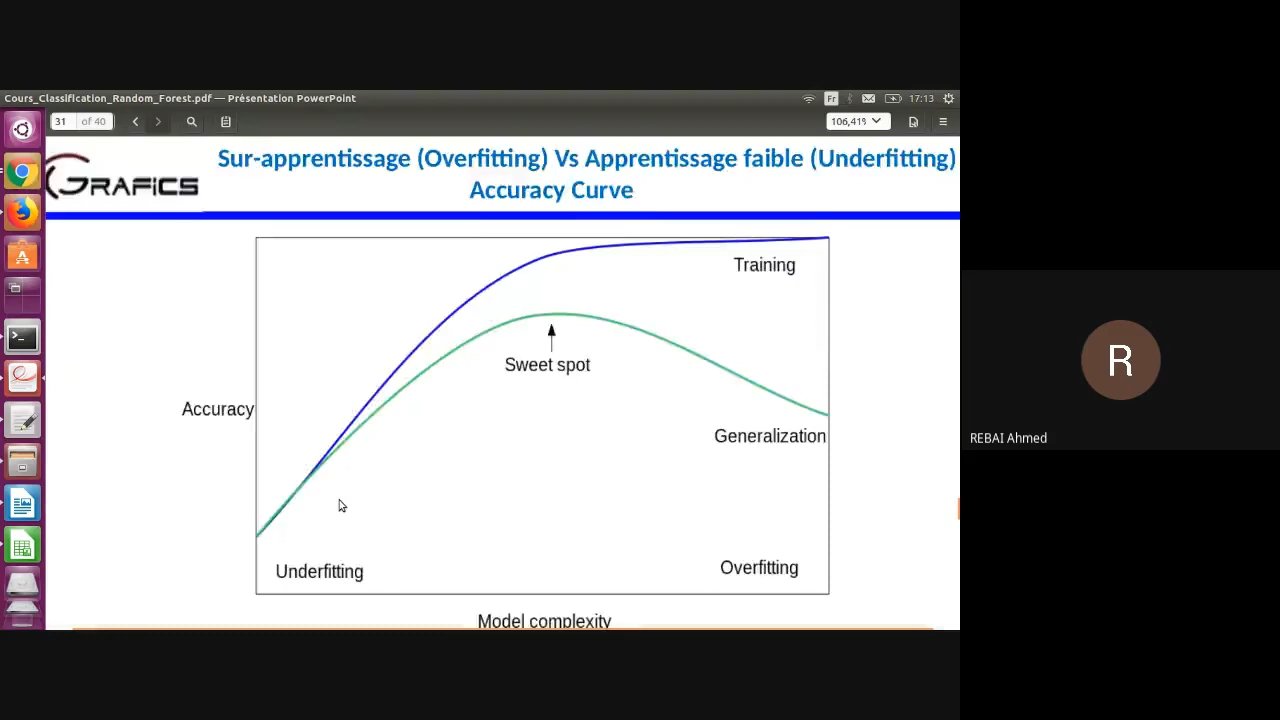 Cours_Classification_Random_Forest.pdf — Présentation PowerPoint
Fr
17:13
31 of 40
106,41%
GRAFiCS
Sur-apprentissage (Overfitting) Vs Apprentissage faible (Underfitting)
Accuracy Curve
Training
Sweet spot
Accuracy
Generalization
Underfitting
Overfitting
Model complexity
R
REBAI Ahmed